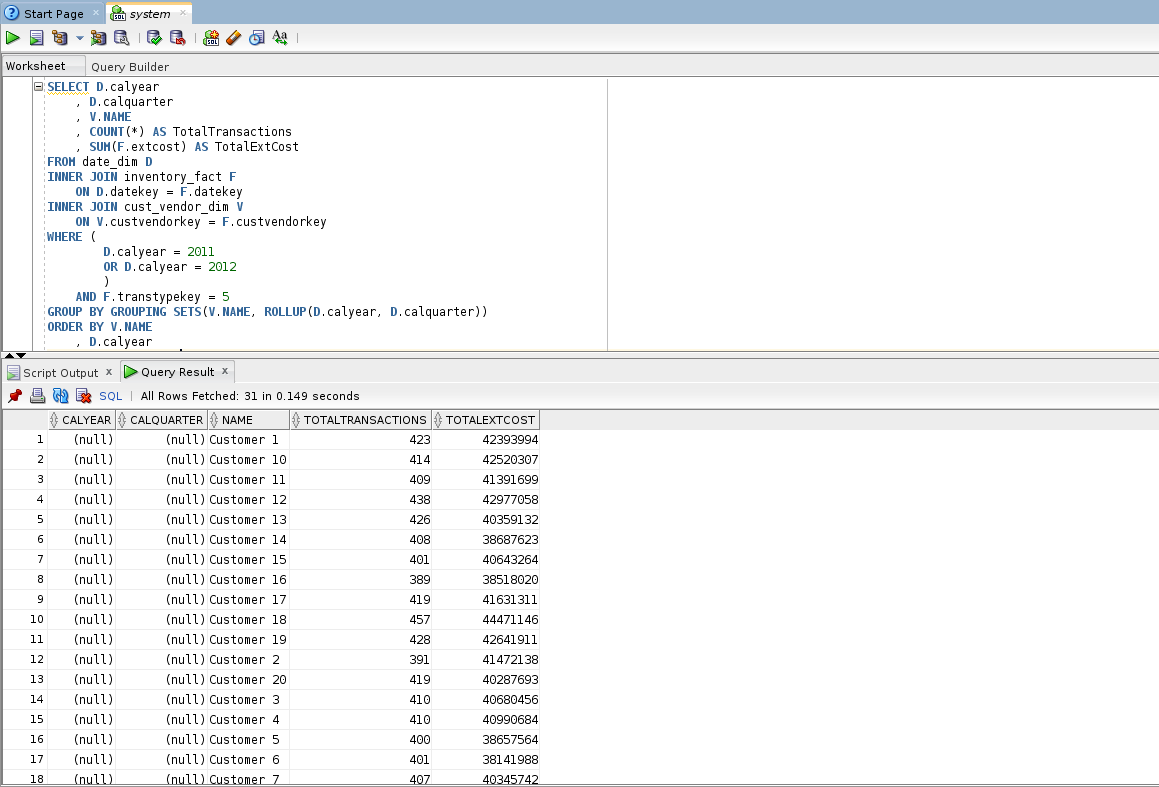 Start Page
system
Worksheet Query Builder
SELECT D.calyear
, D.calquarter
, V.NAME
, COUNT(*) AS TotalTransactions
, SUM(F.extcost) AS TotalExtCost
FROM date_dim D
INNER JOIN inventory_fact F
ON D.datekey = F.datekey
INNER JOIN cust_vendor_dim V
ON V.custvendorkey = F.custvendorkey
WHERE (
D.calyear = 2011
OR D.calyear = 2012
)
AND F.transtypekey = 5
GROUP BY GROUPING SETS(V.NAME, ROLLUP(D.calyear, D.calquarter))
ORDER BY V.NAME
, D.calyear
Script Output x Query Result x
SQL | All Rows Fetched: 31 in 0.149 seconds
CALYEAR CALQUARTER NAME TOTALTRANSACTIONS TOTALEXTCOST
1 (null) (null) Customer 1 423 42393994
2 (null) (null) Customer 10 414 42520307
3 (null) (null) Customer 11 409 41391699
4 (null) (null) Customer 12 438 42977058
5 (null) (null) Customer 13 426 40359132
6 (null) (null) Customer 14 408 38687623
7 (null) (null) Customer 15 401 40643264
8 (null) (null) Customer 16 389 38518020
9 (null) (null) Customer 17 419 41631311
10 (null) (null) Customer 18 457 44471146
11 (null) (null) Customer 19 428 42641911
12 (null) (null) Customer 2 391 41472138
13 (null) (null) Customer 20 419 40287693
14 (null) (null) Customer 3 410 40680456
15 (null) (null) Customer 4 410 40990684
16 (null) (null) Customer 5 400 38657564
17 (null) (null) Customer 6 401 38141988
18 (null) (null) Customer 7 407 40345742